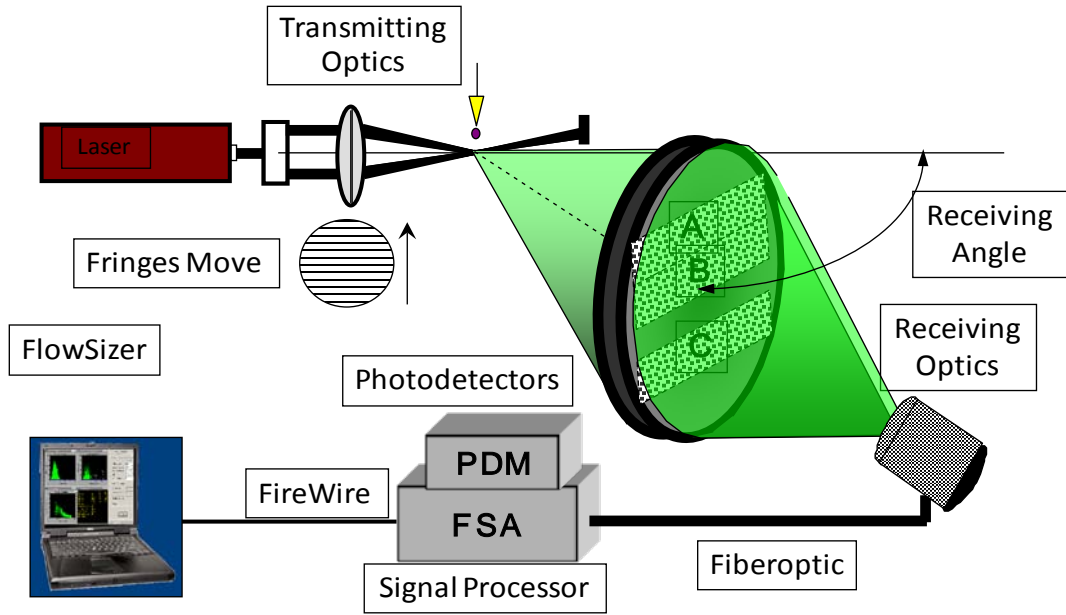 Transmitting
Optics
Laser
Fringes Move
A
B
C
Receiving
Angle
FlowSizer
Photodetectors
Receiving
Optics
PDM
FireWire
FSA
Fiberoptic
Signal Processor